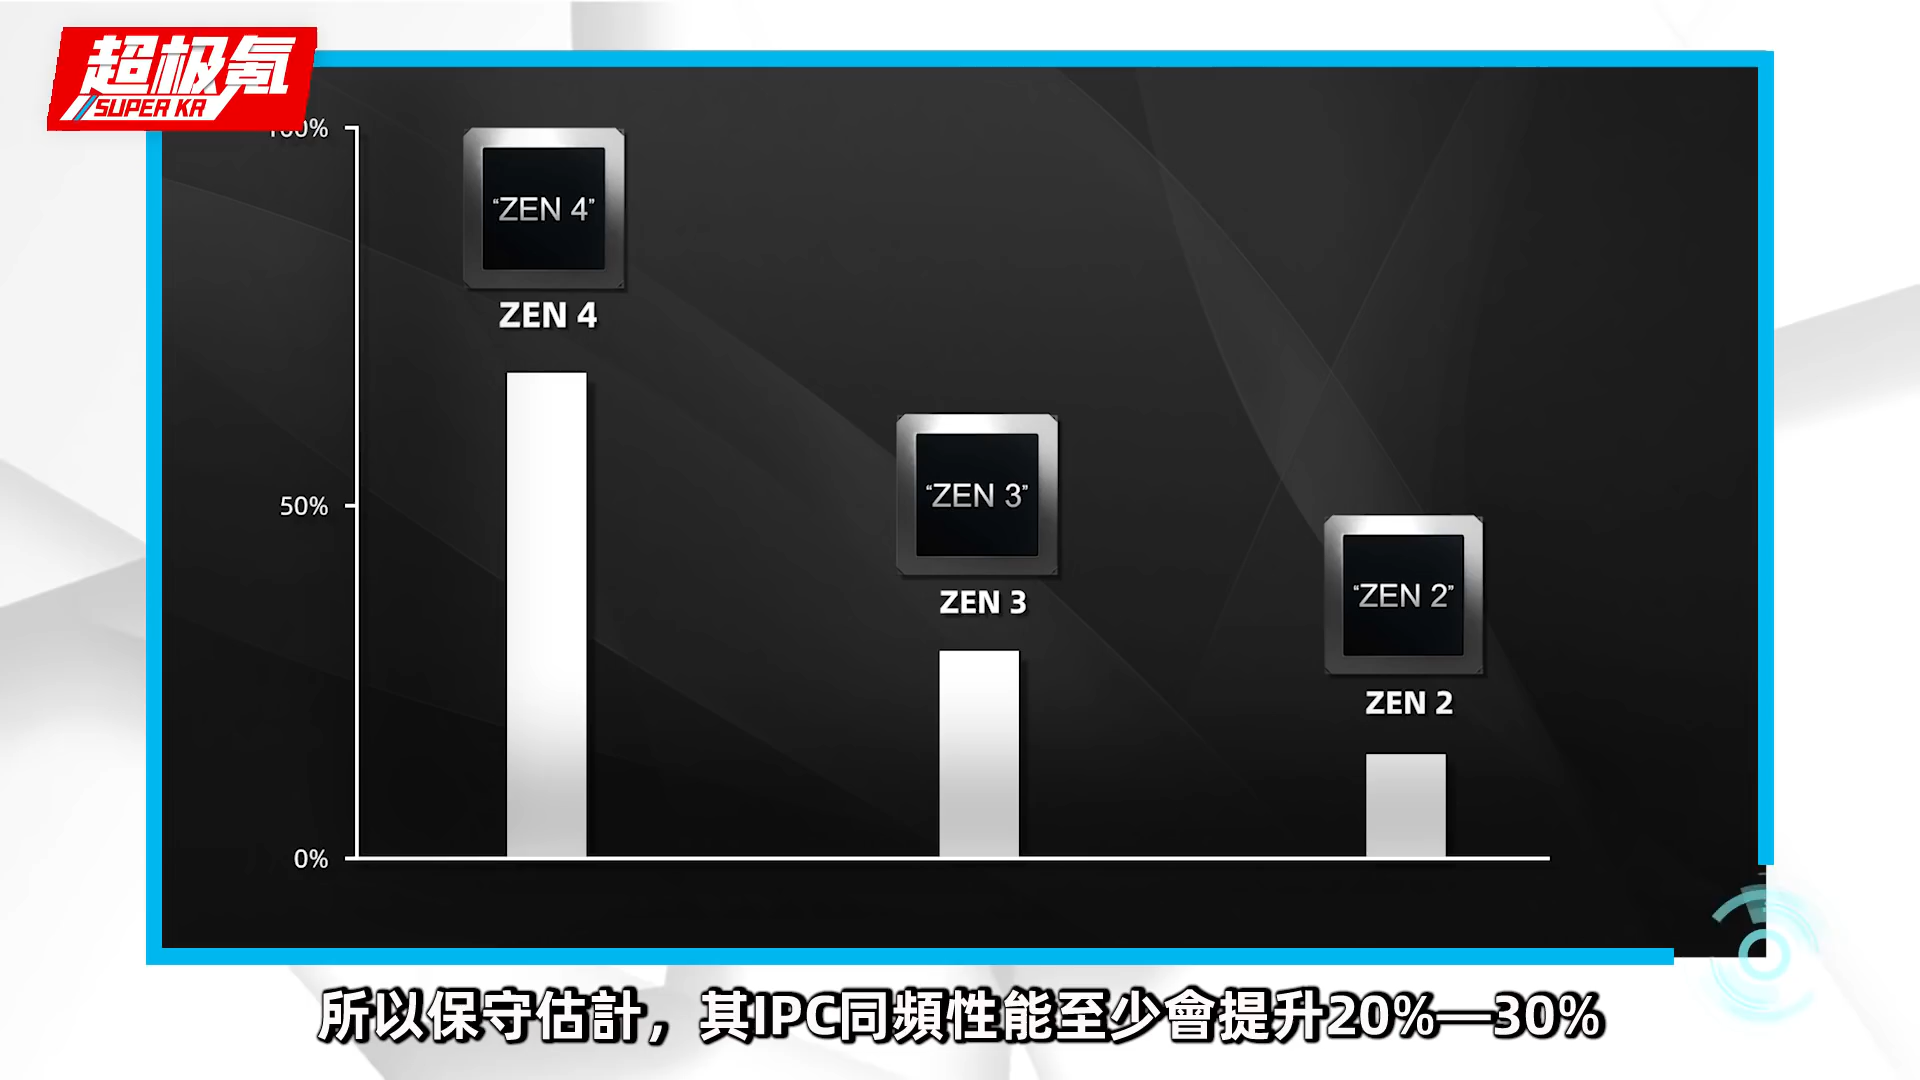 超极氪
SUPER KR
100%
"ZEN 4"
ZEN 4
50%
"ZEN 3"
ZEN 3
"ZEN 2"
ZEN 2
0%
所以保守估計，其IPC同頻性能至少會提升20%—30%